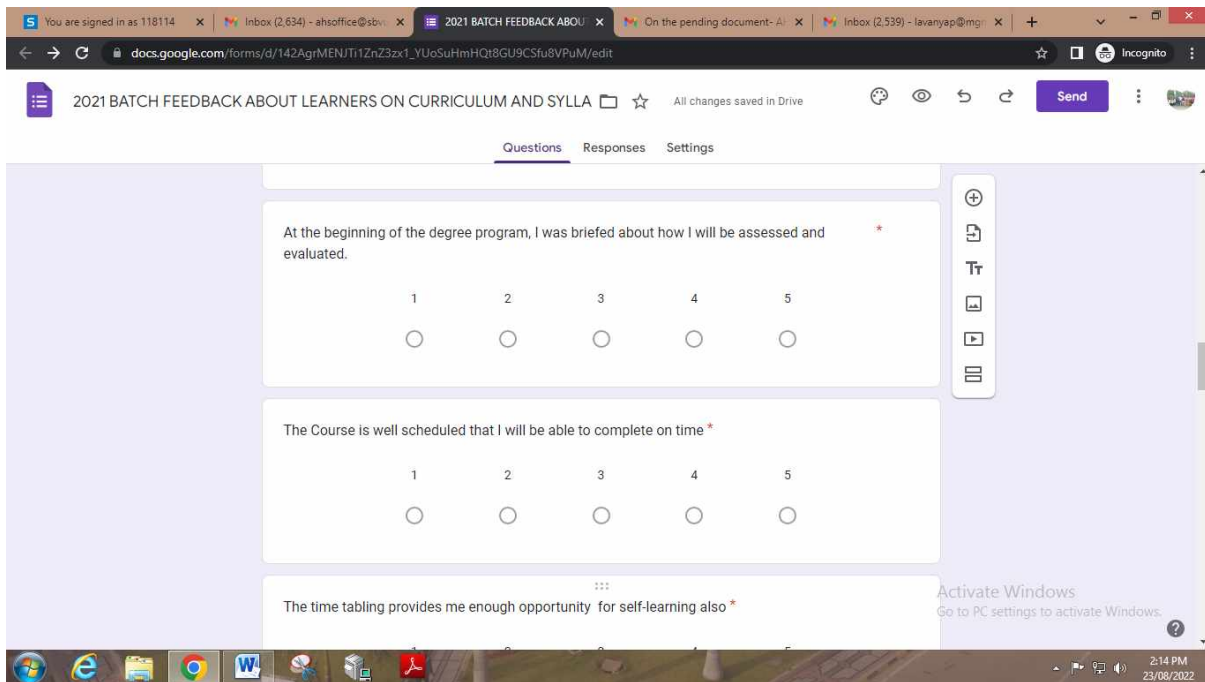 You are signed in as 118114
Inbox (2,634) - ahsoffice@sbvu
2021 BATCH FEEDBACK ABOU
On the pending document- A
Inbox (2,539) - lavanyap@mgr
docs.google.com/forms/d/142AgrMENJTi1ZnZ3zx1_YUoSuHmHQt8GU9CSfu8VPuM/edit
Incognito
2021 BATCH FEEDBACK ABOUT LEARNERS ON CURRICULUM AND SYLLA
All changes saved in Drive
Send
Questions Responses Settings
At the beginning of the degree program, I was briefed about how I will be assessed and *
evaluated.
1 2 3 4 5
The Course is well scheduled that I will be able to complete on time *
1 2 3 4 5
The time tabling provides me enough opportunity for self-learning also *
Activate Windows
Go to PC settings to activate Windows.
2:14 PM
23/08/2022